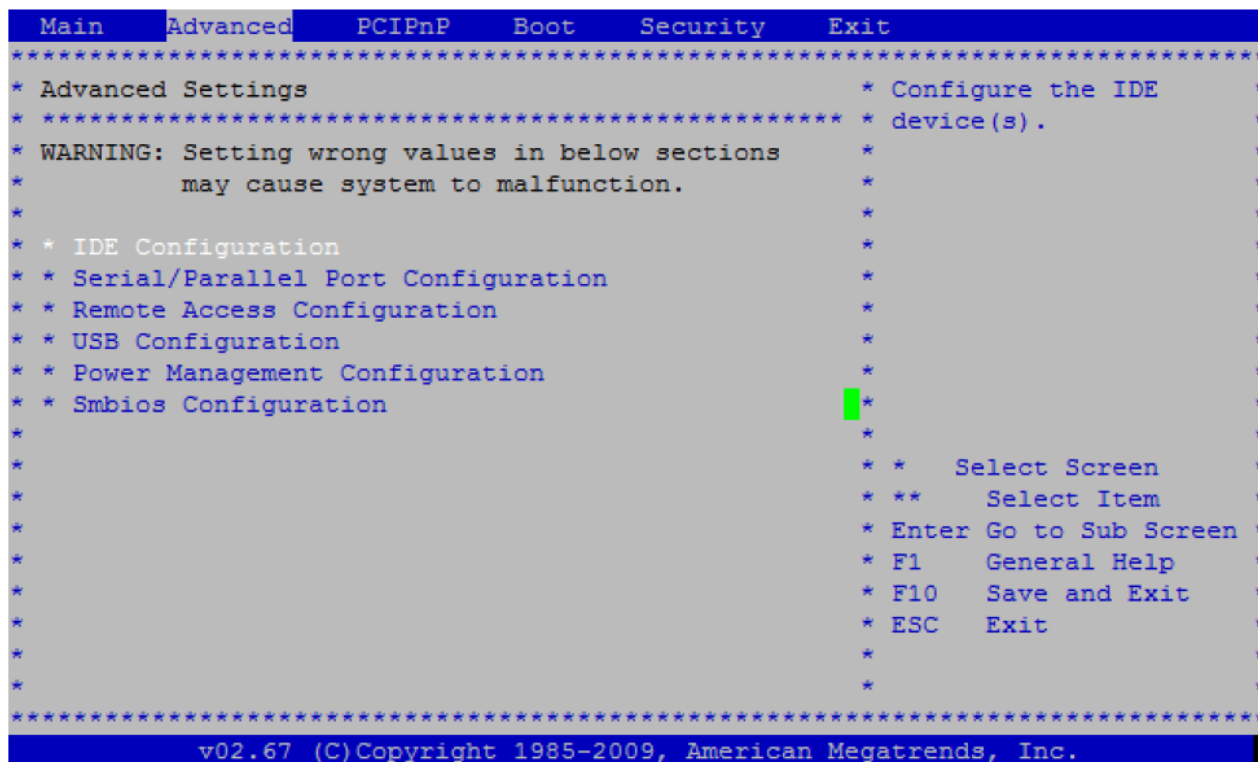 Main Advanced PCIPnP Boot Security Exit
********************************************************************************
* Advanced Settings * Configure the IDE *
* *************************************************** * device(s). *
* WARNING: Setting wrong values in below sections * *
* may cause system to malfunction. * *
* * *
* * IDE Configuration * *
* * Serial/Parallel Port Configuration * *
* * Remote Access Configuration * *
* * USB Configuration * *
* * Power Management Configuration * *
* * Smbios Configuration * *
* * *
* * * Select Screen *
* * ** Select Item *
* * Enter Go to Sub Screen *
* * F1 General Help *
* * F10 Save and Exit *
* * ESC Exit *
* * *
* * *
********************************************************************************
v02.67 (C)Copyright 1985-2009, American Megatrends, Inc.